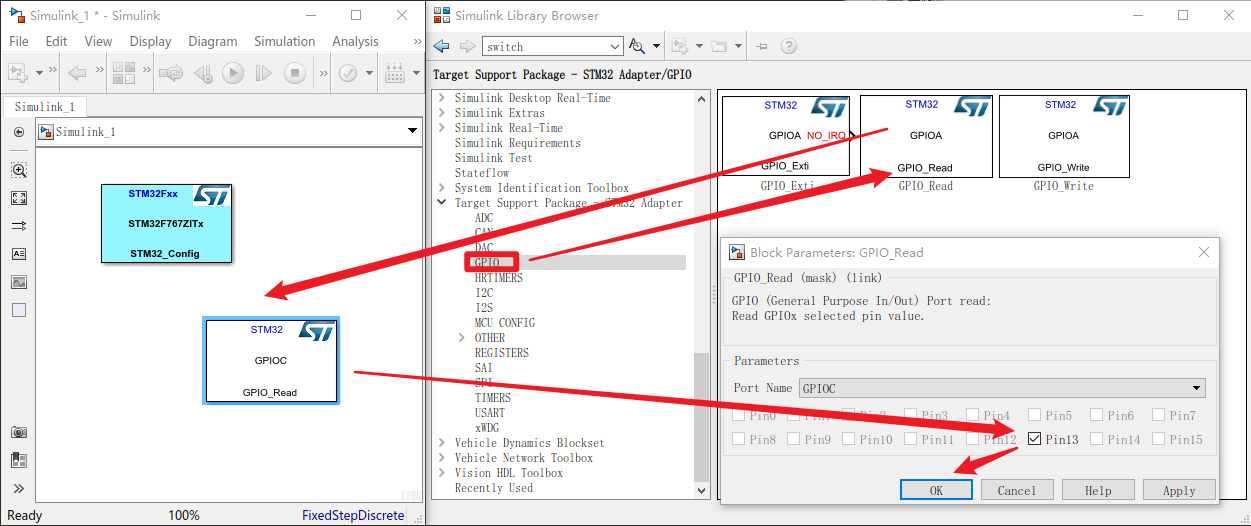 Simulink_1 * - Simulink
File Edit View Display Diagram Simulation Analysis »
Simulink_1
Simulink_1
STM32Fxx
STM32F767ZITx
STM32_Config
STM32
GPIOC
GPIO_Read
Ready 100% FixedStepDiscrete
Simulink Library Browser
switch
Target Support Package - STM32 Adapter/GPIO
Simulink Desktop Real-Time
Simulink Extras
Simulink Real-Time
Simulink Requirements
Simulink Test
Stateflow
System Identification Toolbox
Target Support Package - STM32 Adapter
ADC
CAN
DAC
GPIO
HRTIMERS
I2C
I2S
MCU CONFIG
OTHER
REGISTERS
SAI
SPI
TIMERS
USART
xWDG
Vehicle Dynamics Blockset
Vehicle Network Toolbox
Vision HDL Toolbox
Recently Used
STM32
GPIOA NO_IRQ
GPIO_Exti
GPIO_Exti
STM32
GPIOA
GPIO_Read
GPIO_Read
STM32
GPIOA
GPIO_Write
GPIO_Write
Block Parameters: GPIO_Read
GPIO_Read (mask) (link)
GPIO (General Purpose In/Out) Port read:
Read GPIOx selected pin value.
Parameters
Port Name GPIOC
Pin0 Pin1 Pin2 Pin3 Pin4 Pin5 Pin6 Pin7
Pin8 Pin9 Pin10 Pin11 Pin12 Pin13 Pin14 Pin15
OK Cancel Help Apply